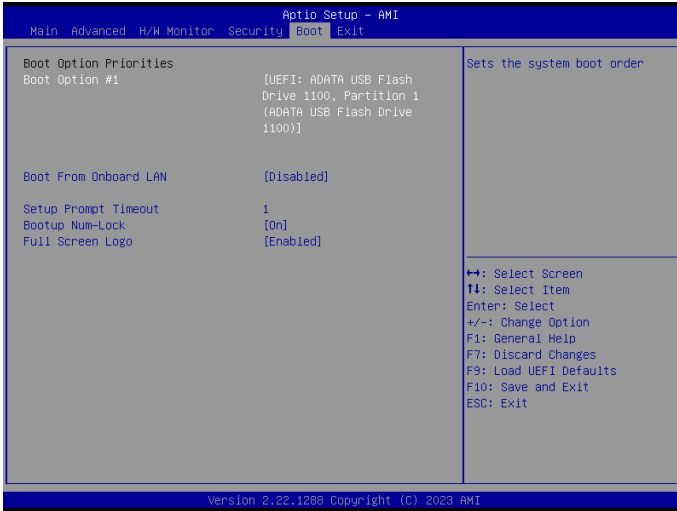 Aptio Setup - AMI
Main Advanced H/W Monitor Security Boot Exit
Boot Option Priorities
Boot Option #1 [UEFI: ADATA USB Flash
Drive 1100, Partition 1
(ADATA USB Flash Drive
1100)]
Boot From Onboard LAN [Disabled]
Setup Prompt Timeout 1
Bootup Num-Lock [On]
Full Screen Logo [Enabled]
Sets the system boot order
↔: Select Screen
↑↓: Select Item
Enter: Select
+/-: Change Option
F1: General Help
F7: Discard Changes
F9: Load UEFI Defaults
F10: Save and Exit
ESC: Exit
Version 2.22.1288 Copyright (C) 2023 AMI